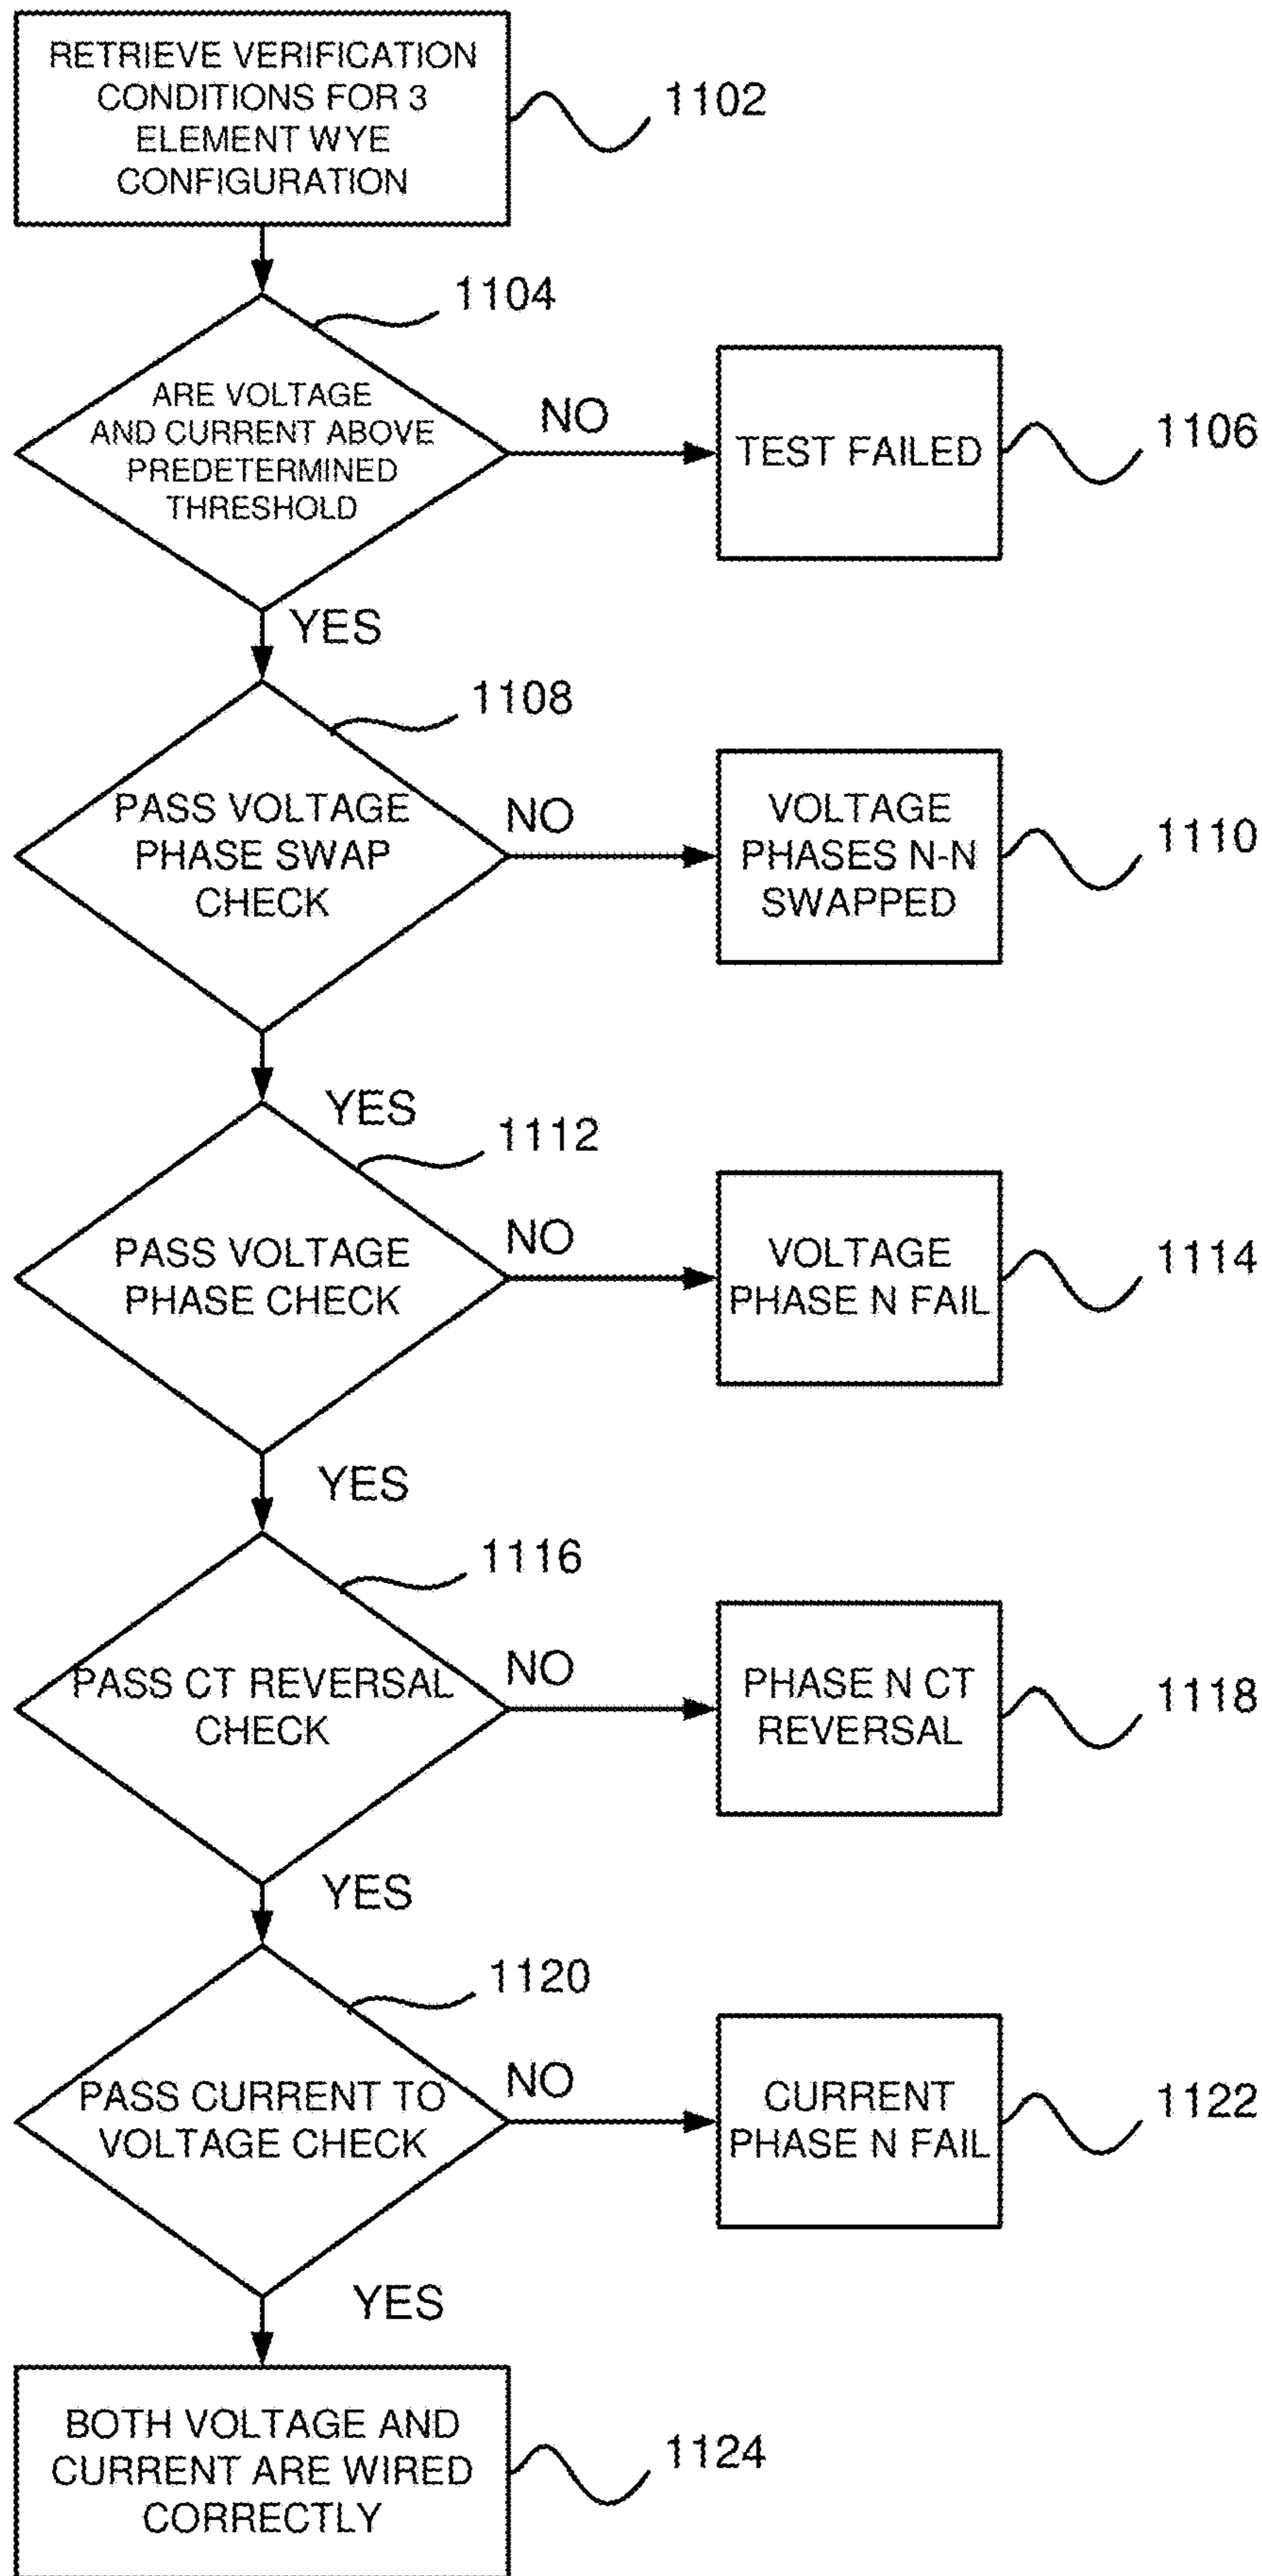 RETRIEVE VERIFICATION
CONDITIONS FOR 3
ELEMENT WYE
CONFIGURATION
1102
1104
ARE VOLTAGE
AND CURRENT ABOVE
PREDETERMINED
THRESHOLD
NO
TEST FAILED
1106
YES
1108
PASS VOLTAGE
PHASE SWAP
CHECK
NO
VOLTAGE
PHASES N-N
SWAPPED
1110
YES
1112
PASS VOLTAGE
PHASE CHECK
NO
VOLTAGE
PHASE N FAIL
1114
YES
1116
PASS CT REVERSAL
CHECK
NO
PHASE N CT
REVERSAL
1118
YES
1120
PASS CURRENT TO
VOLTAGE CHECK
NO
CURRENT
PHASE N FAIL
1122
YES
BOTH VOLTAGE AND
CURRENT ARE WIRED
CORRECTLY
1124